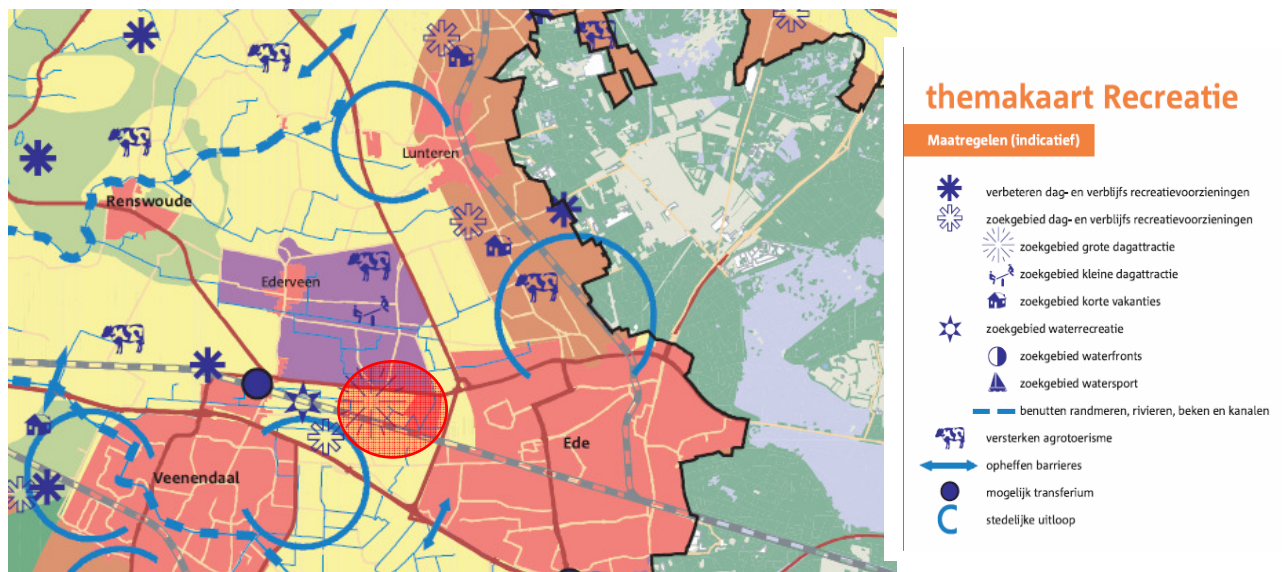 Lunteren
Renswoude
Ederveen
Ede
Veenendaal
themakaart Recreatie
Maatregelen (indicatief)
verbeteren dag- en verblijfs recreatievoorzieningen
zoekgebied dag- en verblijfs recreatievoorzieningen
zoekgebied grote dagattractie
zoekgebied kleine dagattractie
zoekgebied korte vakanties
zoekgebied waterrecreatie
zoekgebied waterfronts
zoekgebied watersport
benutten randmeren, rivieren, beken en kanalen
versterken agrotoerisme
opheffen barrieres
mogelijk transferium
stedelijke uitloop